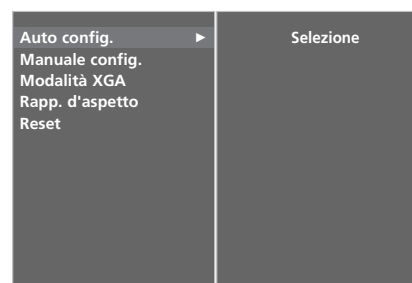 Auto config. ►
Manuale config.
Modalità XGA
Rapp. d'aspetto
Reset
Selezione